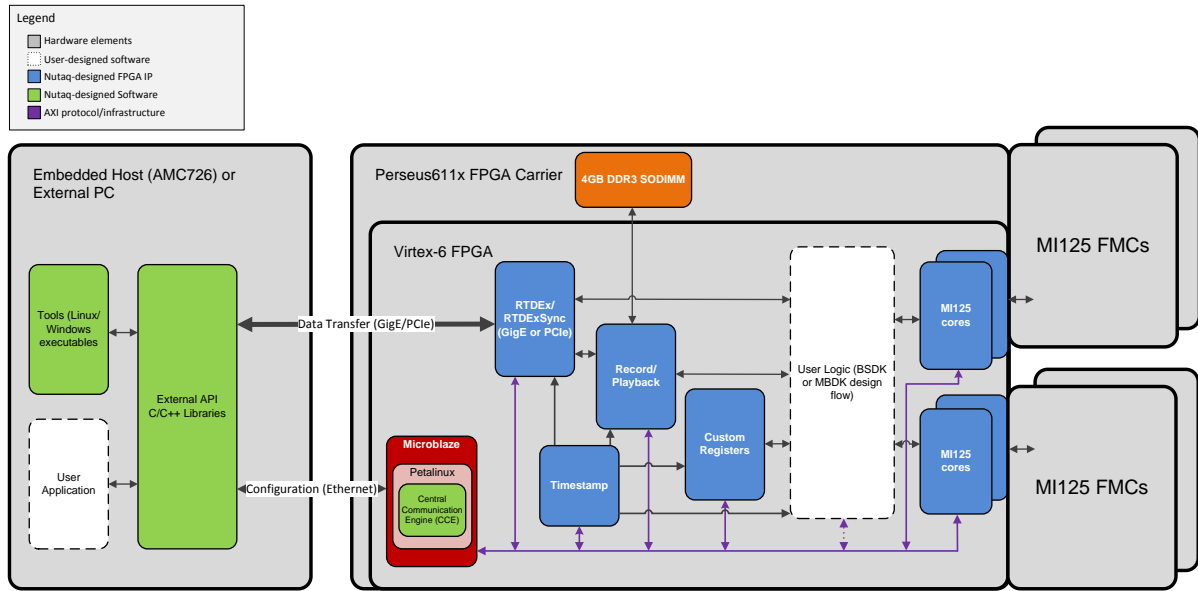 Legend
Hardware elements
User-designed software
Nutaq-designed FPGA IP
Nutaq-designed Software
AXI protocol/infrastructure
Embedded Host (AMC726) or
External PC
Tools (Linux/
Windows
executables)
User
Application
External API
C/C++ Libraries
Data Transfer (GigE/PCIe)
Configuration (Ethernet)
Perseus611x FPGA Carrier
4GB DDR3 SODIMM
Virtex-6 FPGA
RTDEx/
RTDExSync
(GigE or PCIe)
Record/
Playback
Custom
Registers
Timestamp
Microblaze
Petalinux
Central
Communication
Engine (CCE)
User Logic (BSDK
or MBDK design
flow)
MI125
cores
MI125
cores
MI125 FMCs
MI125 FMCs